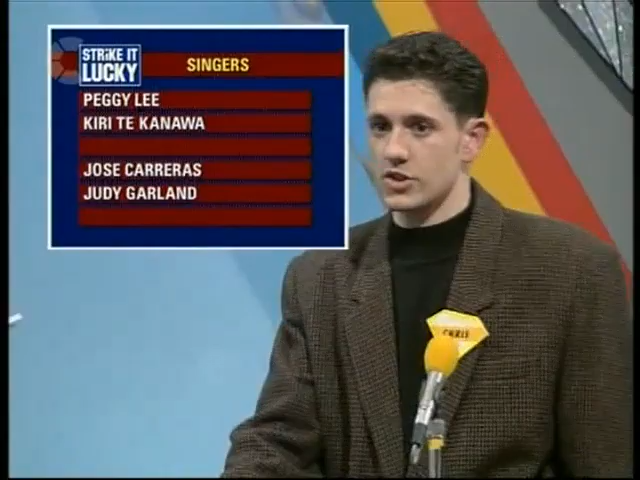 STRIKE IT
LUCKY
SINGERS
PEGGY LEE
KIRI TE KANAWA
JOSE CARRERAS
JUDY GARLAND
CHRIS